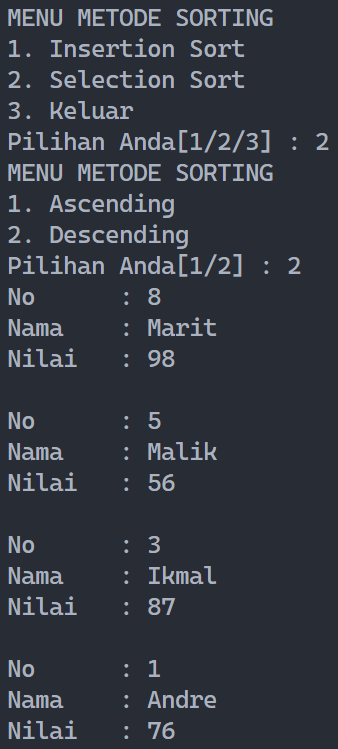 MENU METODE SORTING
1. Insertion Sort
2. Selection Sort
3. Keluar
Pilihan Anda[1/2/3] : 2
MENU METODE SORTING
1. Ascending
2. Descending
Pilihan Anda[1/2] : 2
No      : 8
Nama    : Marit
Nilai   : 98

No      : 5
Nama    : Malik
Nilai   : 56

No      : 3
Nama    : Ikmal
Nilai   : 87

No      : 1
Nama    : Andre
Nilai   : 76